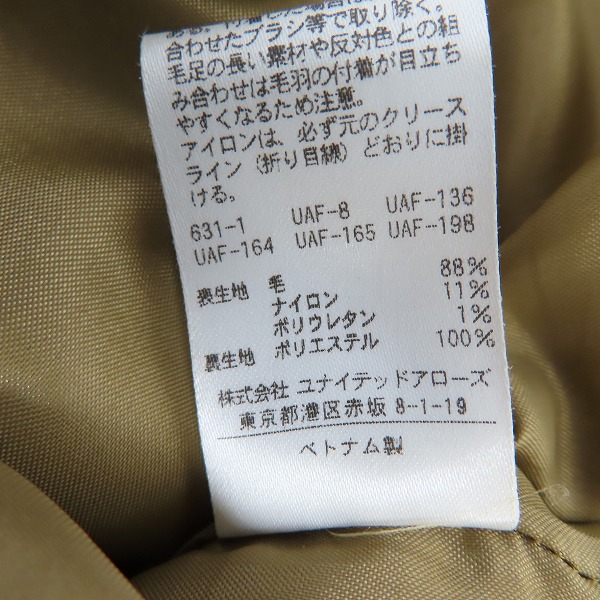 合わせたブラシ等で取り除く。
毛足の長い素材や反対色との組
み合わせは毛羽の付着が目立ち
やすくなるため注意。
アイロンは、必ず元のクリース
ライン(折り目線)どおりに掛
ける。
631-1 UAF-8 UAF-136
UAF-164 UAF-165 UAF-198
表生地 毛 88%
ナイロン 11%
ポリウレタン 1%
裏生地 ポリエステル 100%
株式会社 ユナイテッドアローズ
東京都港区赤坂 8-1-19
ベトナム製